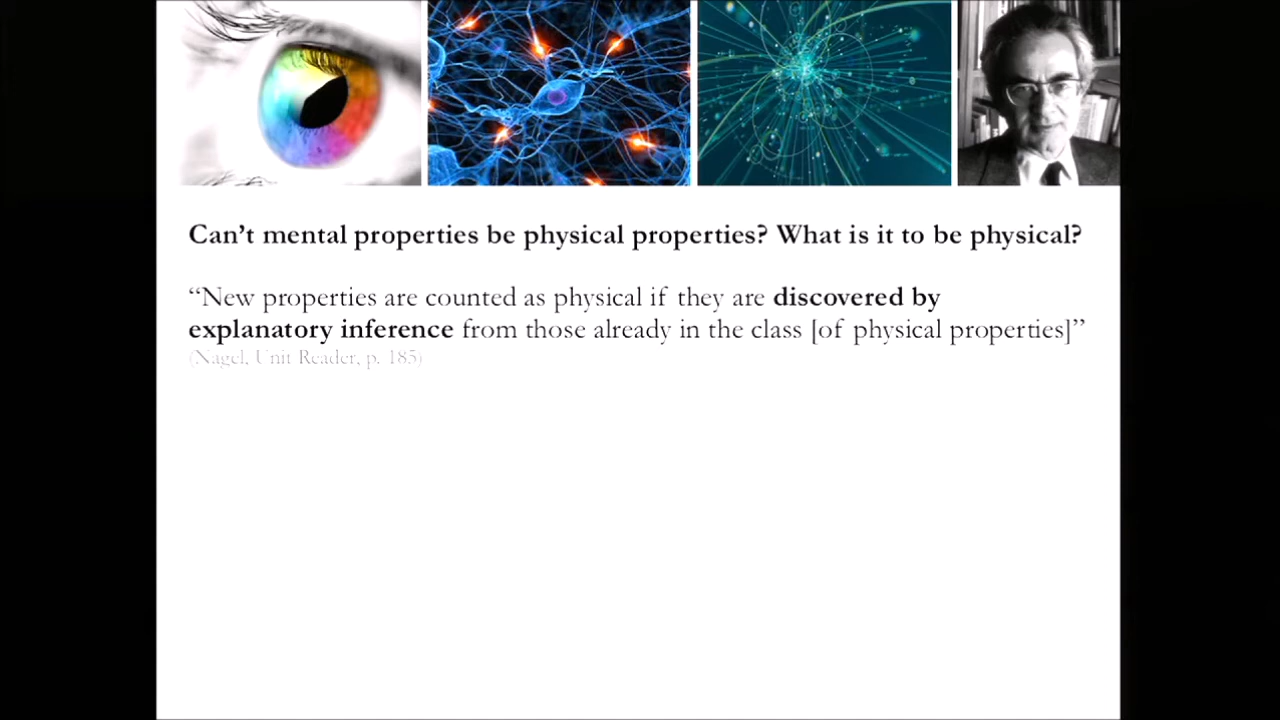 Can’t mental properties be physical properties? What is it to be physical?
“New properties are counted as physical if they are discovered by
explanatory inference from those already in the class [of physical properties]”
(Nagel, Unit Reader, p. 185)